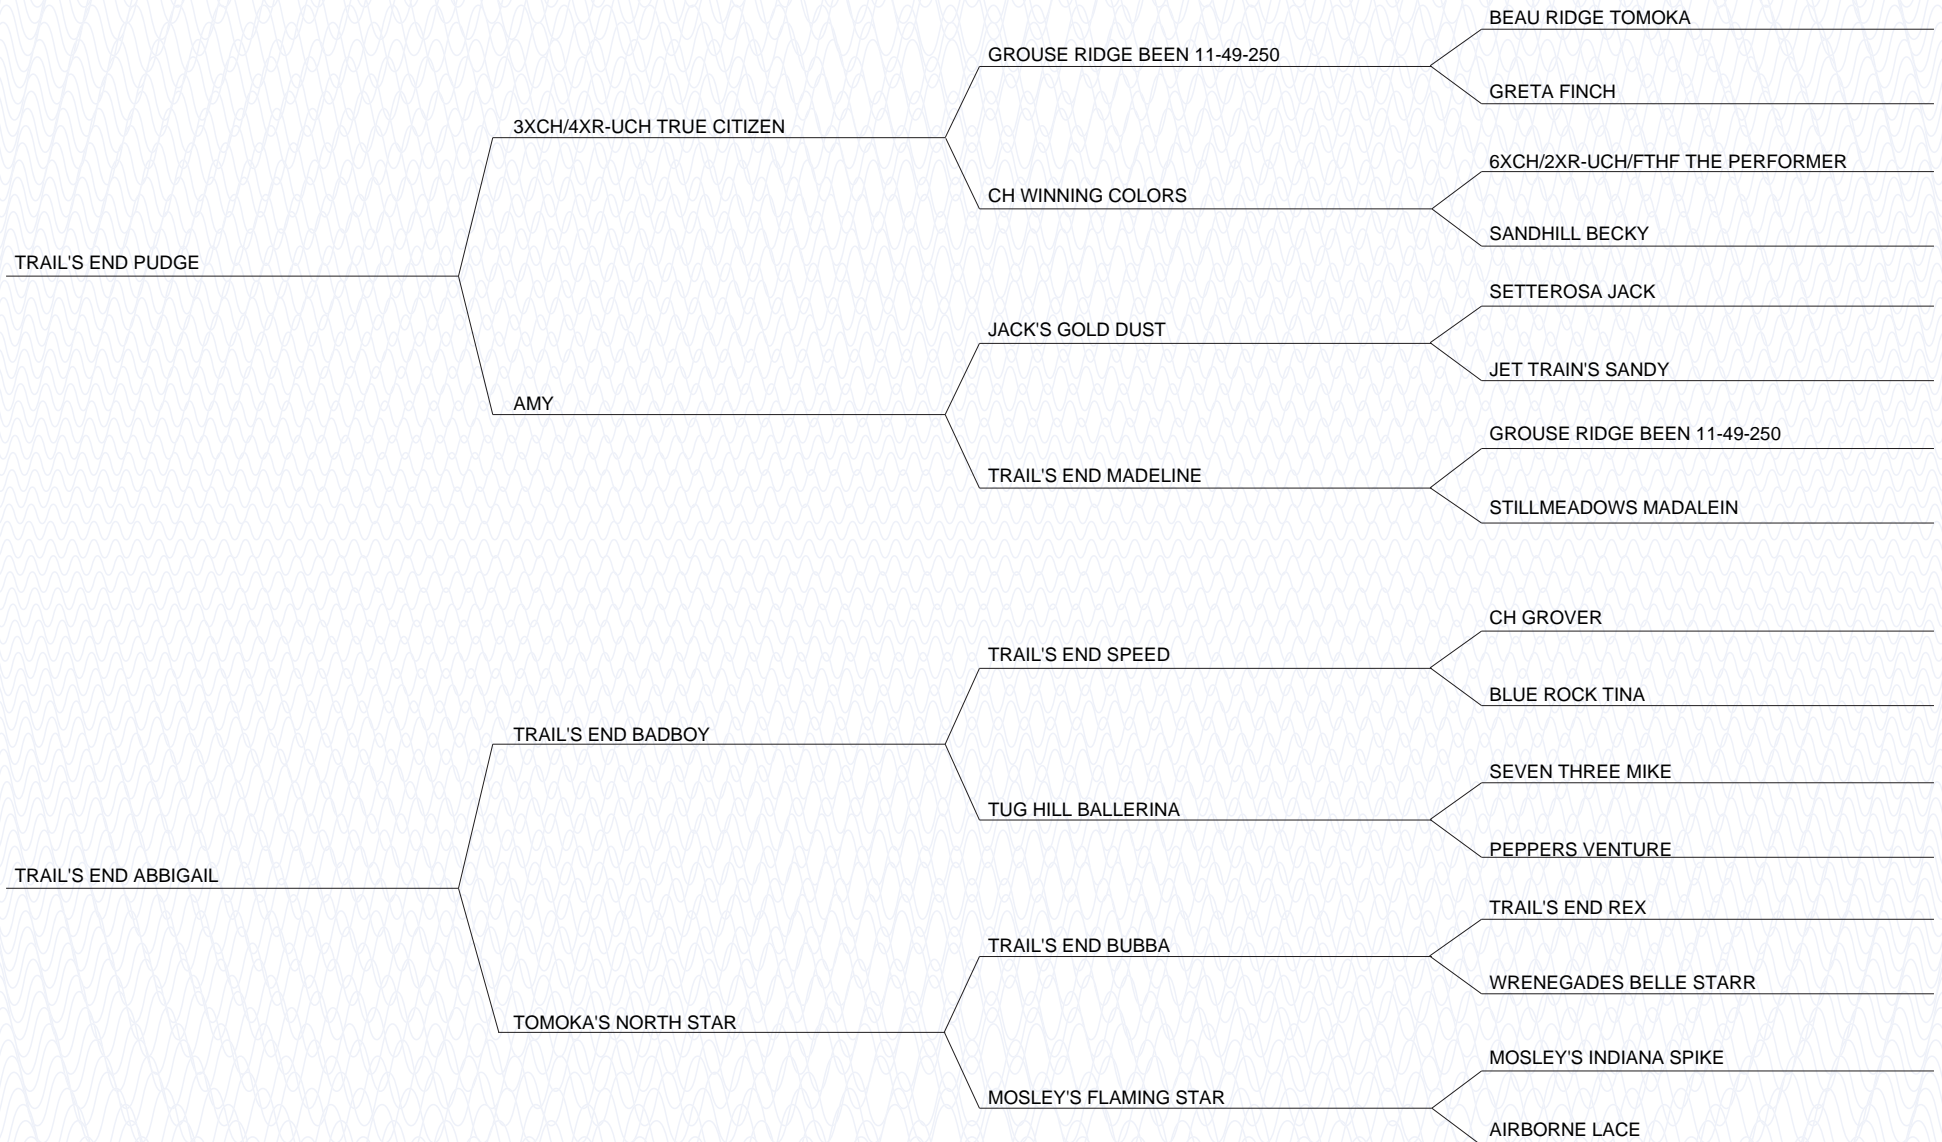 BEAU RIDGE TOMOKA
GROUSE RIDGE BEEN 11-49-250
GRETA FINCH
3XCH/4XR-UCH TRUE CITIZEN
6XCH/2XR-UCH/FTHF THE PERFORMER
CH WINNING COLORS
SANDHILL BECKY
TRAIL'S END PUDGE
SETTEROSA JACK
JACK'S GOLD DUST
JET TRAIN'S SANDY
AMY
GROUSE RIDGE BEEN 11-49-250
TRAIL'S END MADELINE
STILLMEADOWS MADALEIN
CH GROVER
TRAIL'S END SPEED
BLUE ROCK TINA
TRAIL'S END BADBOY
SEVEN THREE MIKE
TUG HILL BALLERINA
PEPPERS VENTURE
TRAIL'S END ABBIGAIL
TRAIL'S END REX
TRAIL'S END BUBBA
WRENEGADES BELLE STARR
TOMOKA'S NORTH STAR
MOSLEY'S INDIANA SPIKE
MOSLEY'S FLAMING STAR
AIRBORNE LACE